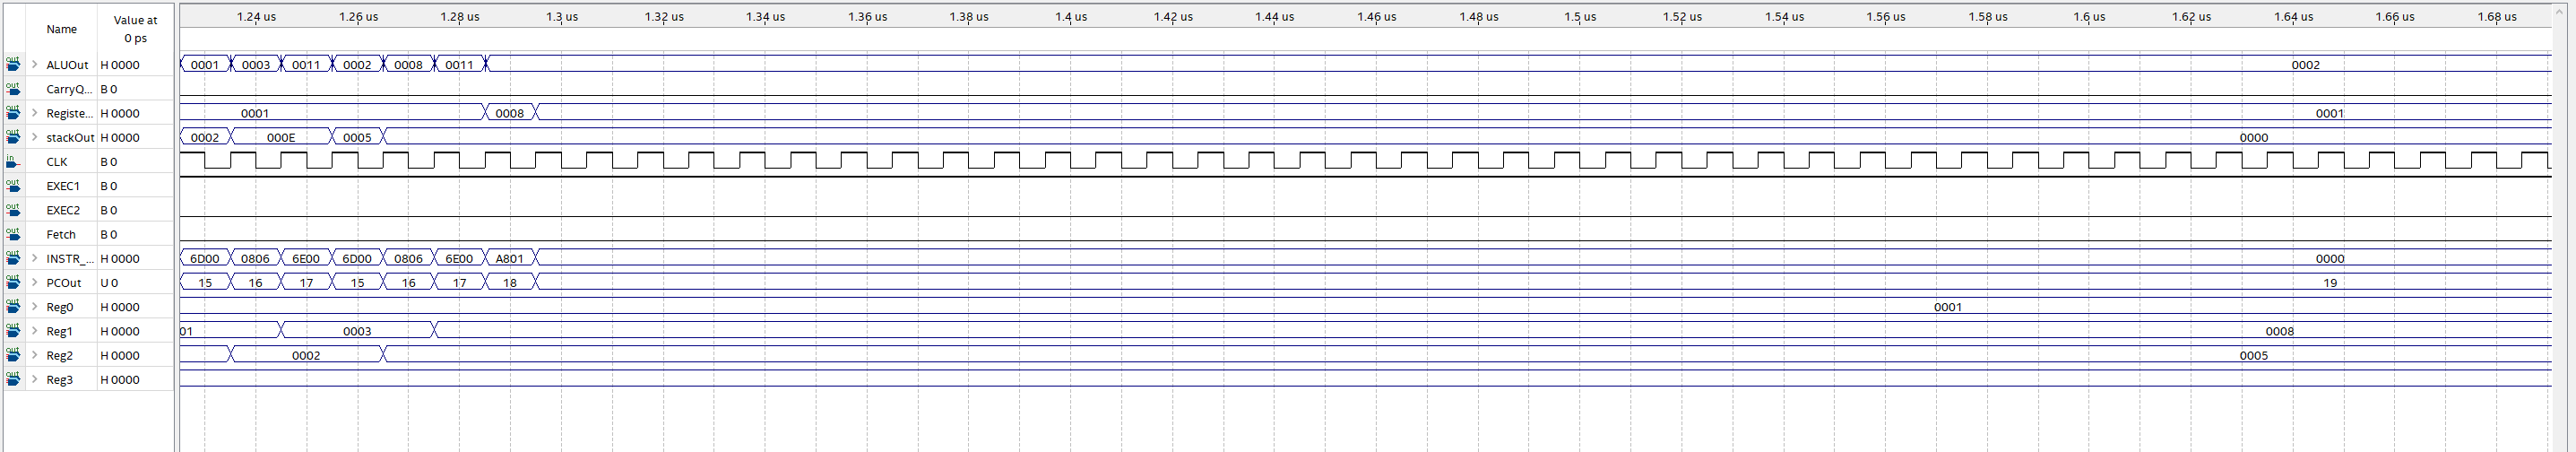 Name Value at 0 ps 1.24 us 1.26 us 1.28 us 1.3 us 1.32 us 1.34 us 1.36 us 1.38 us 1.4 us 1.42 us 1.44 us 1.46 us 1.48 us 1.5 us 1.52 us 1.54 us 1.56 us 1.58 us 1.6 us 1.62 us 1.64 us 1.66 us 1.68 us
out ALUOut H 0000 0001 0003 0011 0002 0008 0011 0002
out CarryQ... B 0
out Registe... H 0000 0001 0008 0001
out stackOut H 0000 0002 000E 0005 0000
in CLK B 0
out EXEC1 B 0
out EXEC2 B 0
out Fetch B 0
out INSTR_... H 0000 6D00 0806 6E00 6D00 0806 6E00 A801 0000
out PCOut U 0 15 16 17 15 16 17 18 19
out Reg0 H 0000 0001
out Reg1 H 0000 01 0003 0008
out Reg2 H 0000 0002 0005
out Reg3 H 0000